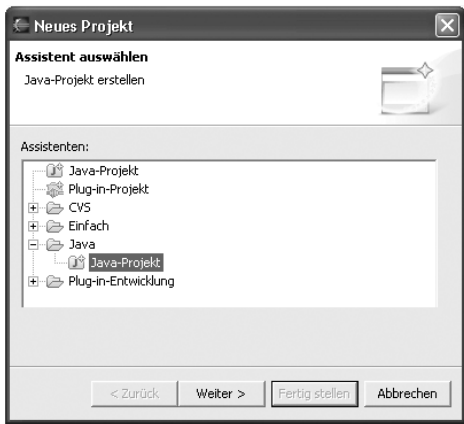 Neues Projekt
Assistent auswählen
Java-Projekt erstellen
Assistenten:
Java-Projekt
Plug-in-Projekt
CVS
Einfach
Java
Java-Projekt
Plug-in-Entwicklung
< Zurück Weiter > Fertig stellen Abbrechen